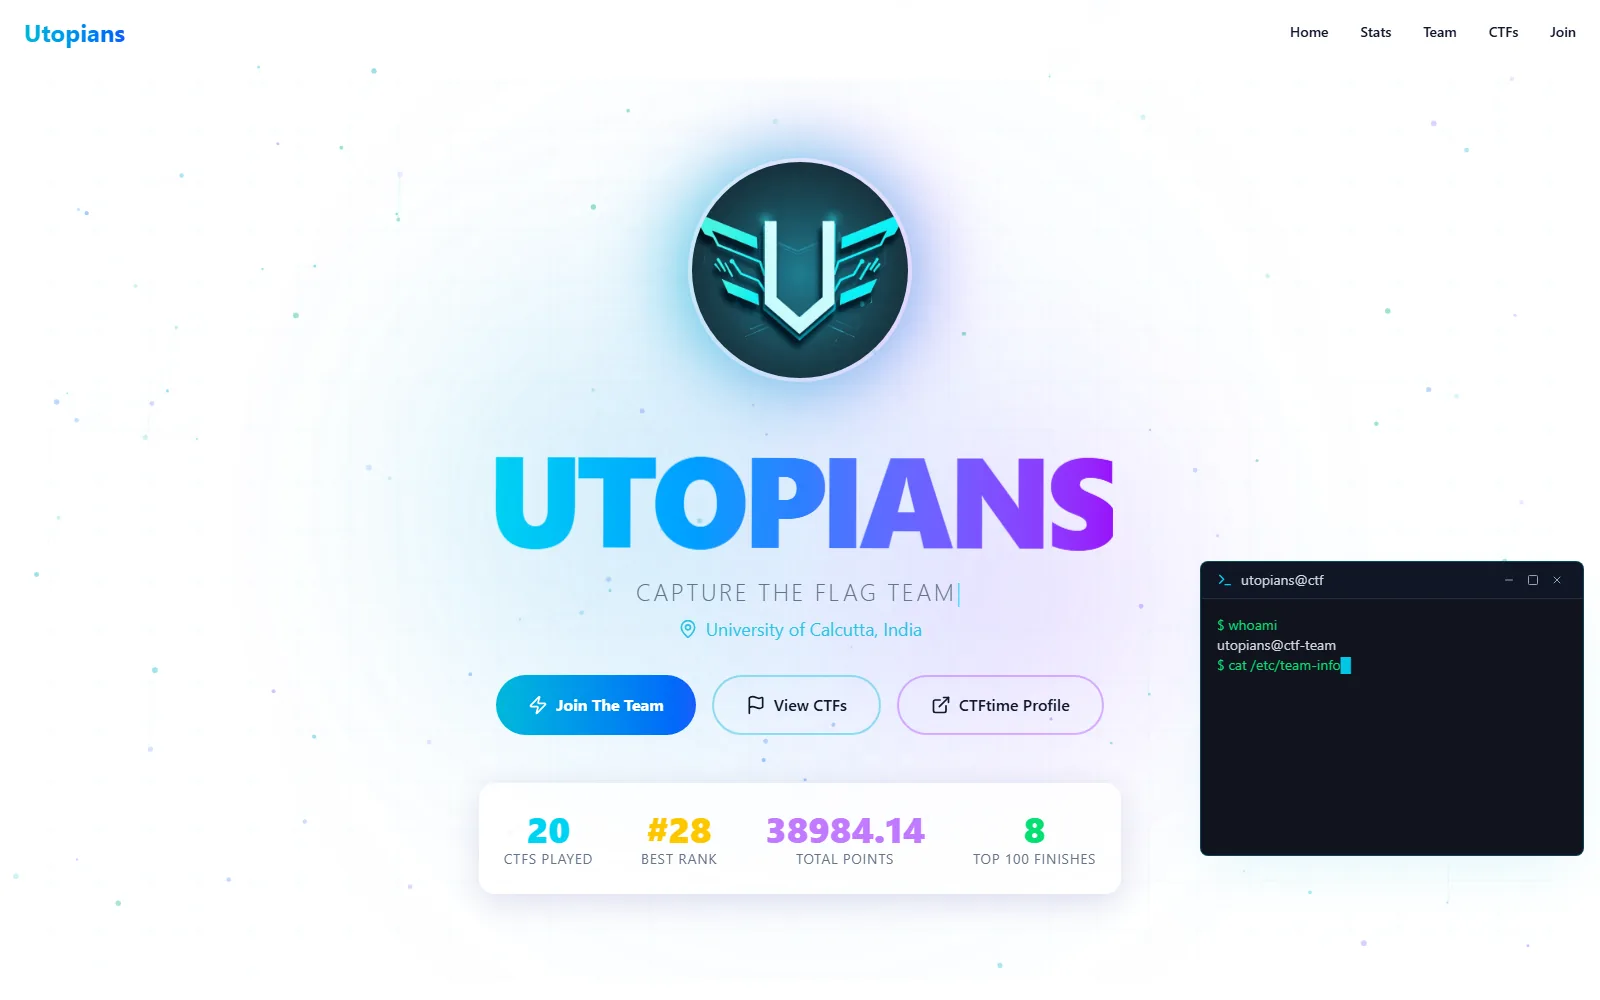 Utopians
Home Stats Team CTFs Join
U
UTOPIANS
CAPTURE THE FLAG TEAM
University of Calcutta, India
Join The Team View CTFs CTFtime Profile
20 #28 38984.14 8
CTFS PLAYED BEST RANK TOTAL POINTS TOP 100 FINISHES
utopians@ctf
$ whoami
utopians@ctf-team
$ cat /etc/team-info